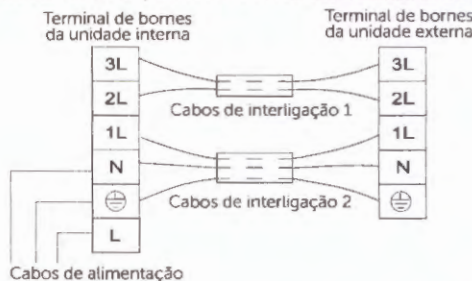 Terminal de bornes
da unidade interna
Terminal de bornes
da unidade externa
3L
2L
1L
N
L
3L
2L
1L
N
Cabos de interligação 1
Cabos de interligação 2
Cabos de alimentação